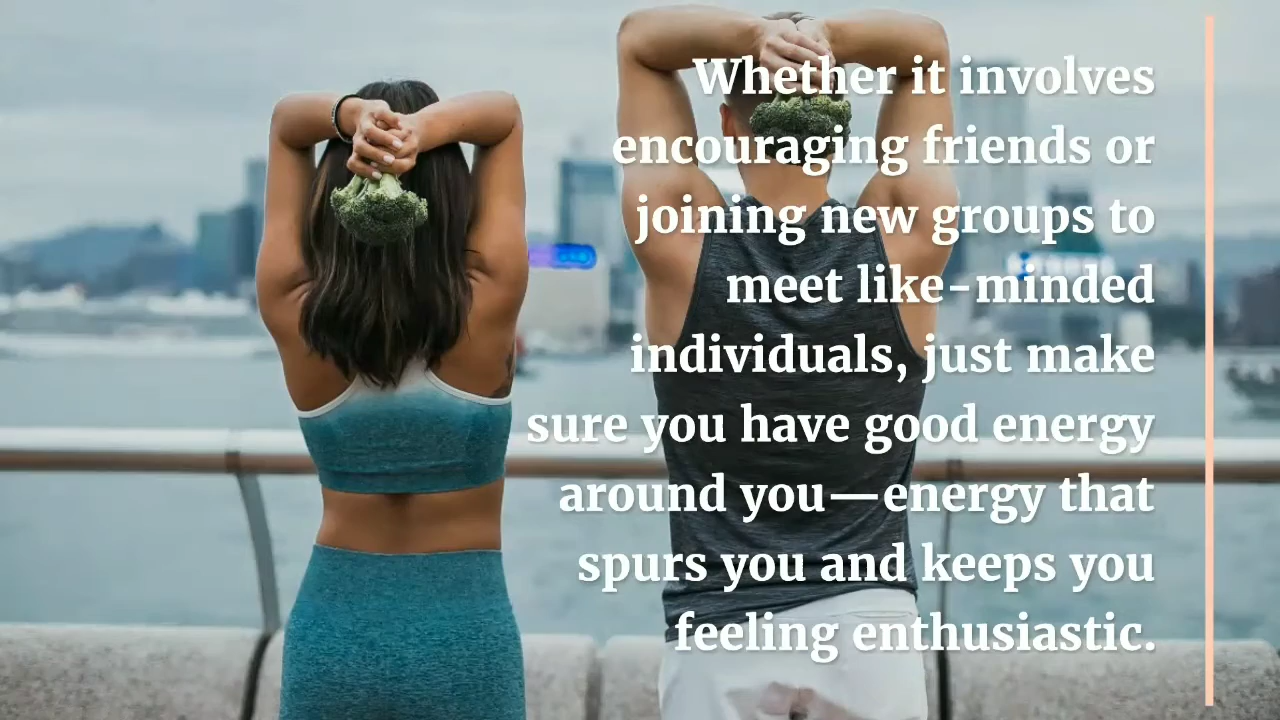 Whether it involves
encouraging friends or
joining new groups to
meet like-minded
individuals, just make
sure you have good energy
around you—energy that
spurs you and keeps you
feeling enthusiastic.